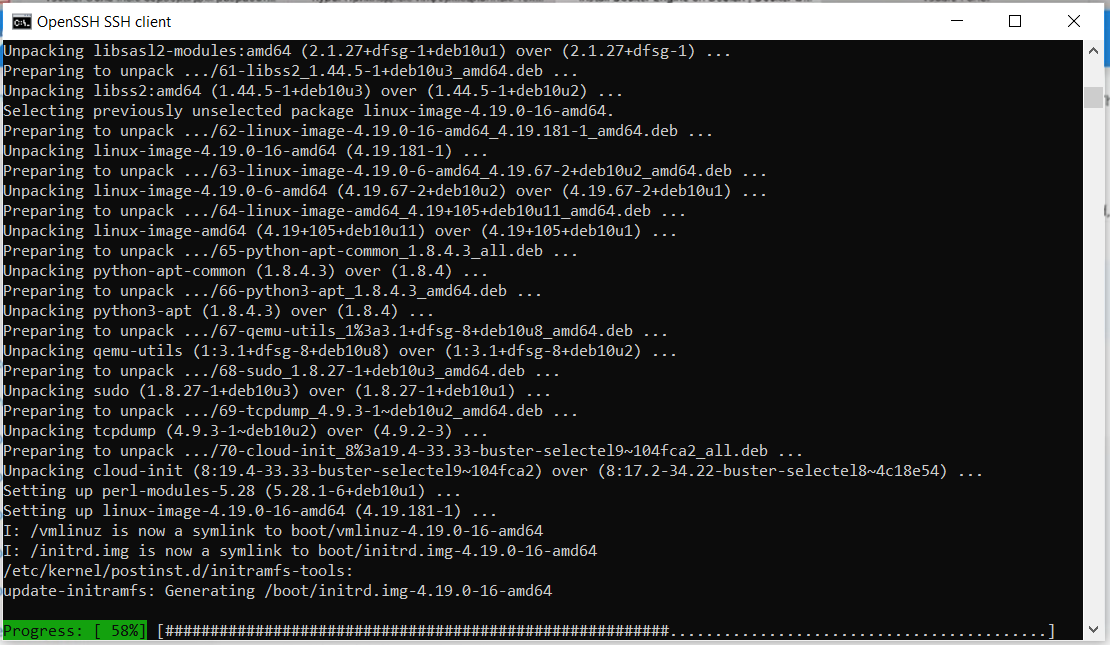 OpenSSH SSH client
Unpacking libsasl2-modules:amd64 (2.1.27+dfsg-1+deb10u1) over (2.1.27+dfsg-1) ...
Preparing to unpack .../61-libss2_1.44.5-1+deb10u3_amd64.deb ...
Unpacking libss2:amd64 (1.44.5-1+deb10u3) over (1.44.5-1+deb10u2) ...
Selecting previously unselected package linux-image-4.19.0-16-amd64.
Preparing to unpack .../62-linux-image-4.19.0-16-amd64_4.19.181-1_amd64.deb ...
Unpacking linux-image-4.19.0-16-amd64 (4.19.181-1) ...
Preparing to unpack .../63-linux-image-4.19.0-6-amd64_4.19.67-2+deb10u2_amd64.deb ...
Unpacking linux-image-4.19.0-6-amd64 (4.19.67-2+deb10u2) over (4.19.67-2+deb10u1) ...
Preparing to unpack .../64-linux-image-amd64_4.19+105+deb10u11_amd64.deb ...
Unpacking linux-image-amd64 (4.19+105+deb10u11) over (4.19+105+deb10u1) ...
Preparing to unpack .../65-python-apt-common_1.8.4.3_all.deb ...
Unpacking python-apt-common (1.8.4.3) over (1.8.4) ...
Preparing to unpack .../66-python3-apt_1.8.4.3_amd64.deb ...
Unpacking python3-apt (1.8.4.3) over (1.8.4) ...
Preparing to unpack .../67-qemu-utils_1%3a3.1+dfsg-8+deb10u8_amd64.deb ...
Unpacking qemu-utils (1:3.1+dfsg-8+deb10u8) over (1:3.1+dfsg-8+deb10u2) ...
Preparing to unpack .../68-sudo_1.8.27-1+deb10u3_amd64.deb ...
Unpacking sudo (1.8.27-1+deb10u3) over (1.8.27-1+deb10u1) ...
Preparing to unpack .../69-tcpdump_4.9.3-1~deb10u2_amd64.deb ...
Unpacking tcpdump (4.9.3-1~deb10u2) over (4.9.2-3) ...
Preparing to unpack .../70-cloud-init_8%3a19.4-33.33-buster-selectel9~104fca2_all.deb ...
Unpacking cloud-init (8:19.4-33.33-buster-selectel9~104fca2) over (8:17.2-34.22-buster-selectel8~4c18e54) ...
Setting up perl-modules-5.28 (5.28.1-6+deb10u1) ...
Setting up linux-image-4.19.0-16-amd64 (4.19.181-1) ...
I: /vmlinuz is now a symlink to boot/vmlinuz-4.19.0-16-amd64
I: /initrd.img is now a symlink to boot/initrd.img-4.19.0-16-amd64
/etc/kernel/postinst.d/initramfs-tools:
update-initramfs: Generating /boot/initrd.img-4.19.0-16-amd64
Progress: [ 58%] [########################################################..........................................]